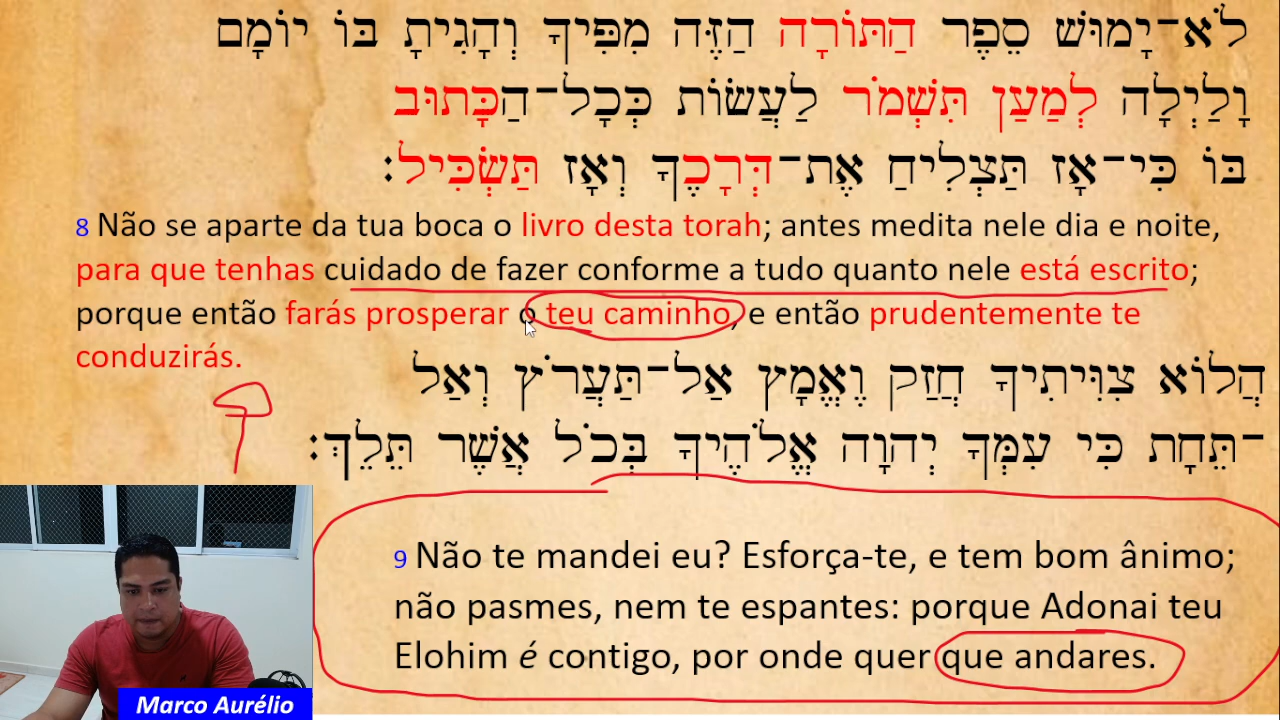 לֹא־יָמוּשׁ סֵפֶר הַתּוֹרָה הַזֶּה מִפִּיךָ וְהָגִיתָ בּוֹ יוֹמָם
וָלַיְלָה לְמַעַן תִּשְׁמֹר לַעֲשׂוֹת כְּכָל־הַכָּתוּב
בּוֹ כִּי־אָז תַּצְלִיחַ אֶת־דְּרָכֶךָ וְאָז תַּשְׂכִּיל׃
8 Não se aparte da tua boca o livro desta torah; antes medita nele dia e noite,
para que tenhas cuidado de fazer conforme a tudo quanto nele está escrito;
porque então farás prosperar o teu caminho, e então prudentemente te
conduzirás.
הֲלוֹא צִוִּיתִיךָ חֲזַק וֶאֱמָץ אַל־תַּעֲרֹץ וְאַל
־תֵּחָת כִּי עִמְּךָ יְהוָה אֱלֹהֶיךָ בְּכֹל אֲשֶׁר תֵּלֵךְ׃
9 Não te mandei eu? Esforça-te, e tem bom ânimo;
não pasmes, nem te espantes: porque Adonai teu
Elohim é contigo, por onde quer que andares.
Marco Aurélio